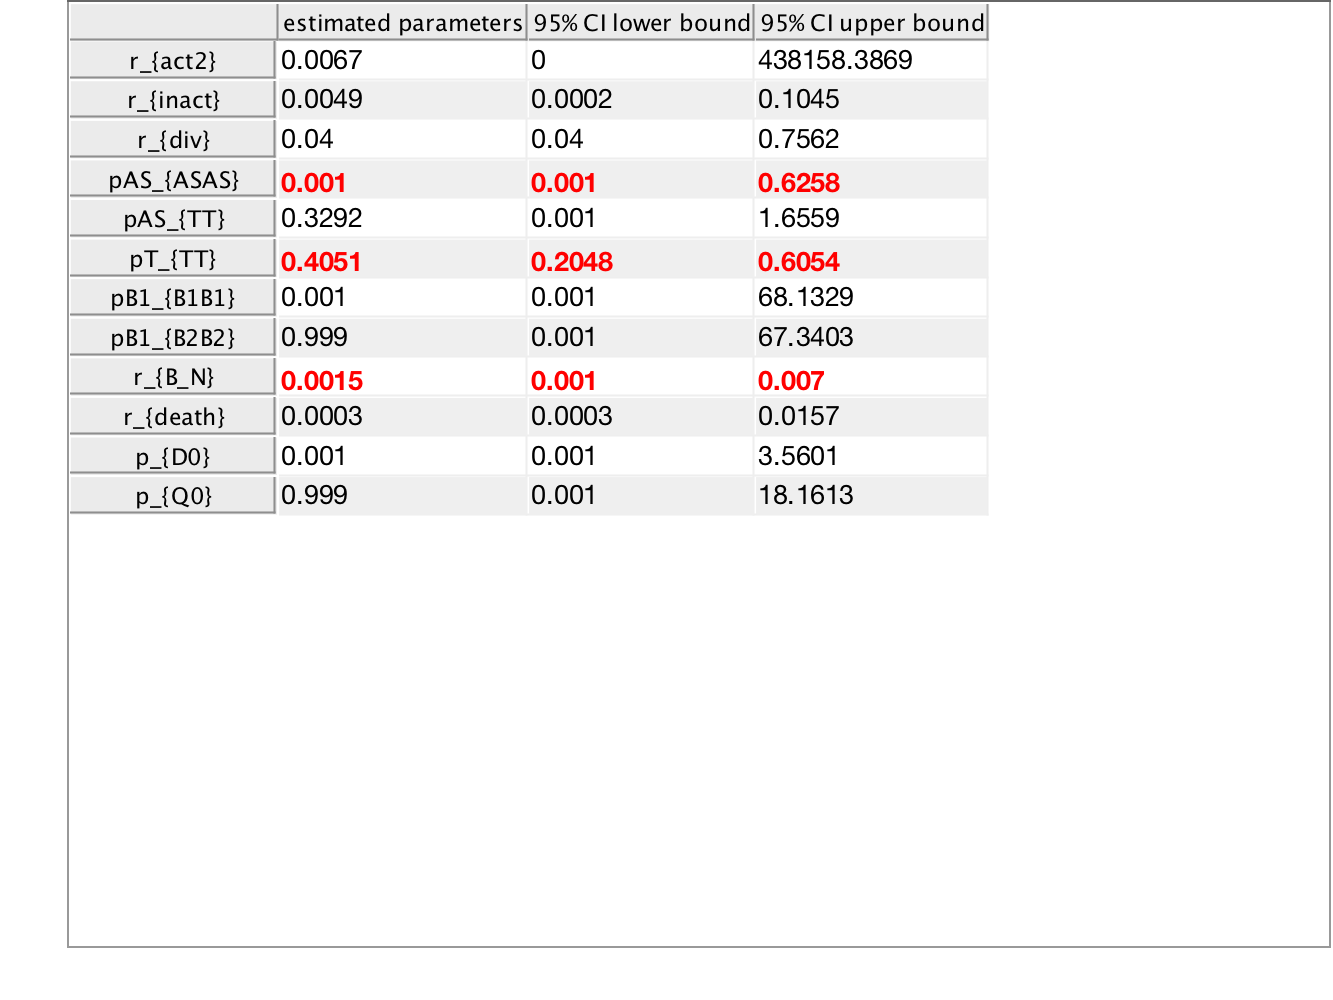 estimated parameters 95% CI lower bound 95% CI upper bound
r_{act2} 0.0067 0 438158.3869
r_{inact} 0.0049 0.0002 0.1045
r_{div} 0.04 0.04 0.7562
pAS_{ASAS} 0.001 0.001 0.6258
pAS_{TT} 0.3292 0.001 1.6559
pT_{TT} 0.4051 0.2048 0.6054
pB1_{B1B1} 0.001 0.001 68.1329
pB1_{B2B2} 0.999 0.001 67.3403
r_{B_N} 0.0015 0.001 0.007
r_{death} 0.0003 0.0003 0.0157
p_{D0} 0.001 0.001 3.5601
p_{Q0} 0.999 0.001 18.1613